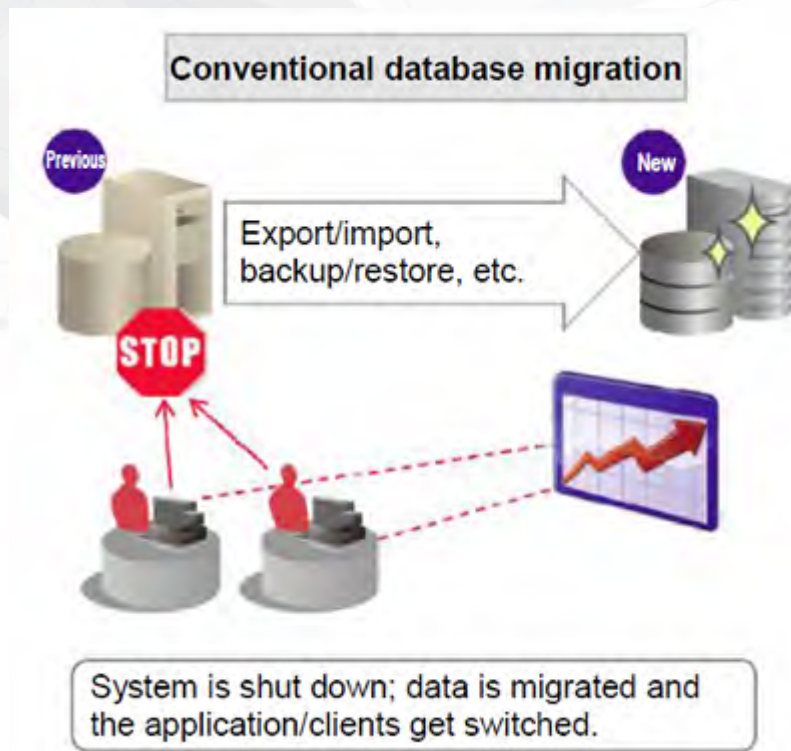 Conventional database migration
Previous
New
Export/import,
backup/restore, etc.
STOP
System is shut down; data is migrated and
the application/clients get switched.